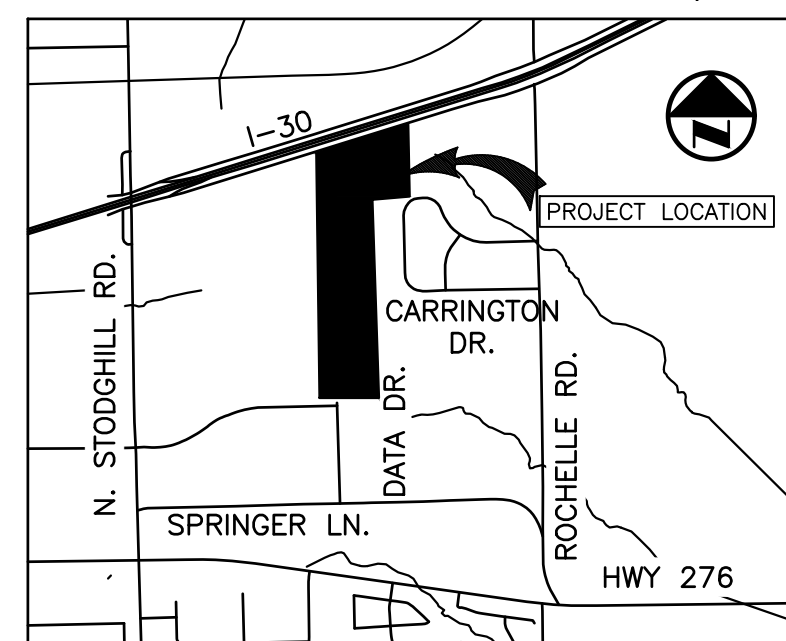 I-30
PROJECT LOCATION
N. STODGHILL RD.
CARRINGTON
DR.
DATA DR.
ROCHELLE RD.
SPRINGER LN.
HWY 276